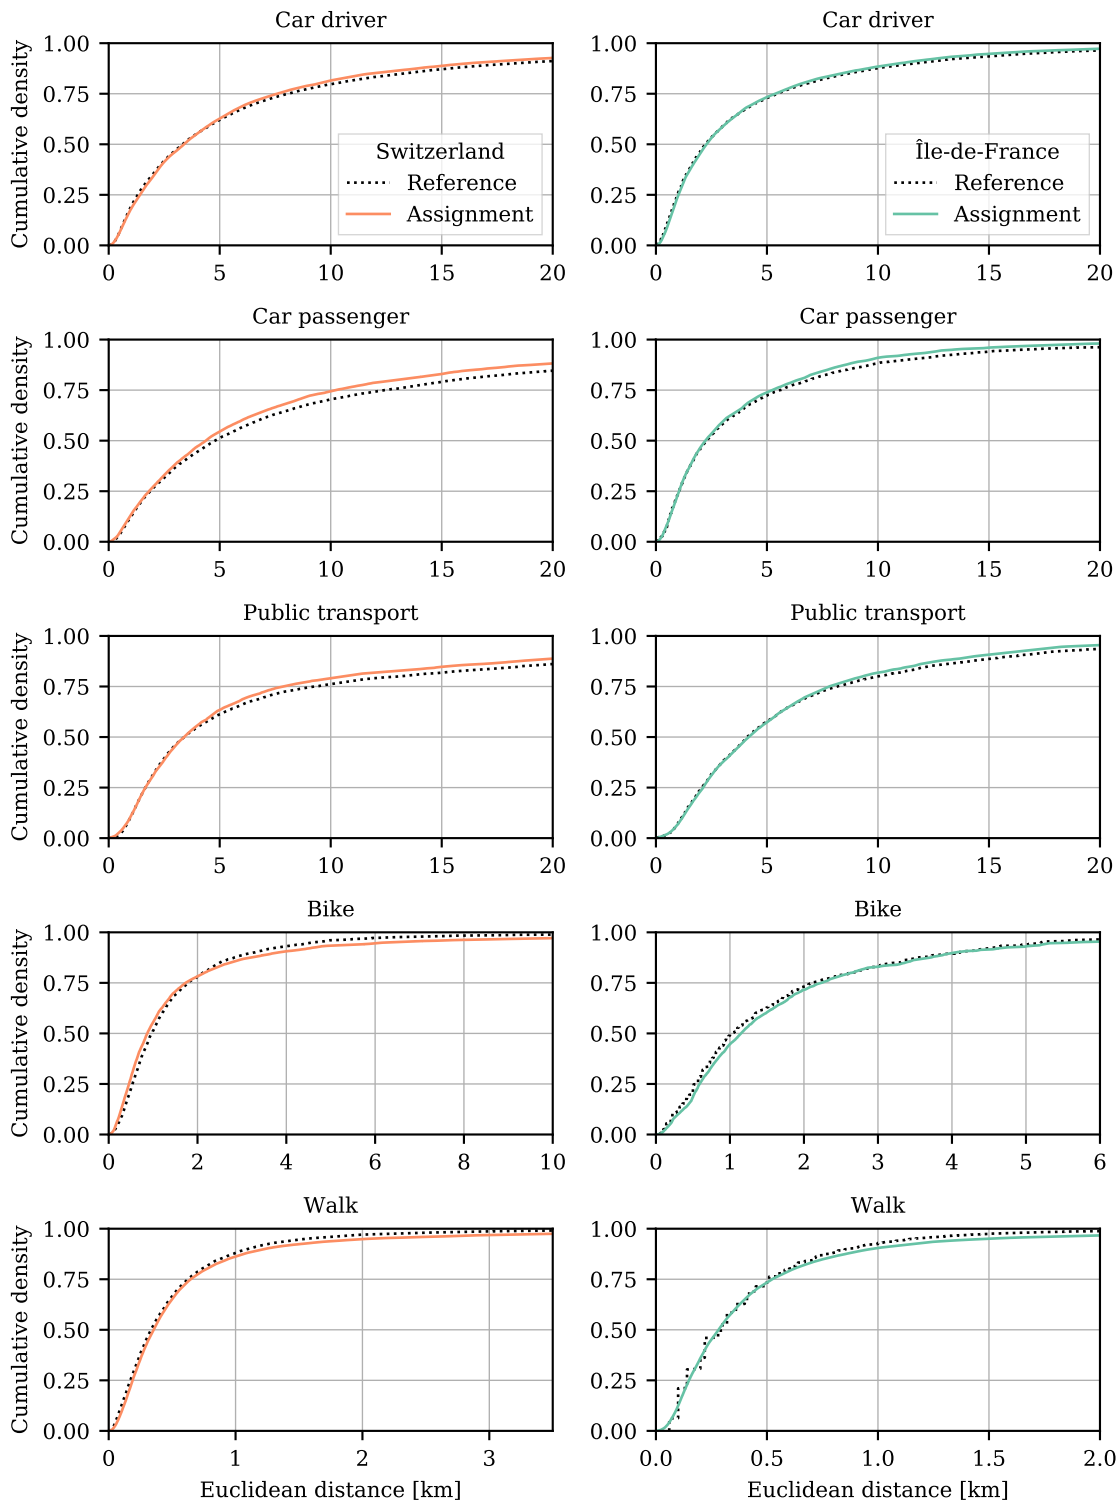 Car driver
Car driver
Cumulative density
1.00
0.75
0.50
0.25
0.00
Switzerland
Reference
Assignment
0 5 10 15 20
1.00
0.75
0.50
0.25
0.00
Île-de-France
Reference
Assignment
0 5 10 15 20
Car passenger
Car passenger
Cumulative density
1.00
0.75
0.50
0.25
0.00
0 5 10 15 20
1.00
0.75
0.50
0.25
0.00
0 5 10 15 20
Public transport
Public transport
Cumulative density
1.00
0.75
0.50
0.25
0.00
0 5 10 15 20
1.00
0.75
0.50
0.25
0.00
0 5 10 15 20
Bike
Bike
Cumulative density
1.00
0.75
0.50
0.25
0.00
0 2 4 6 8 10
1.00
0.75
0.50
0.25
0.00
0 1 2 3 4 5 6
Walk
Walk
Cumulative density
1.00
0.75
0.50
0.25
0.00
0 1 2 3
Euclidean distance [km]
1.00
0.75
0.50
0.25
0.00
0.0 0.5 1.0 1.5 2.0
Euclidean distance [km]